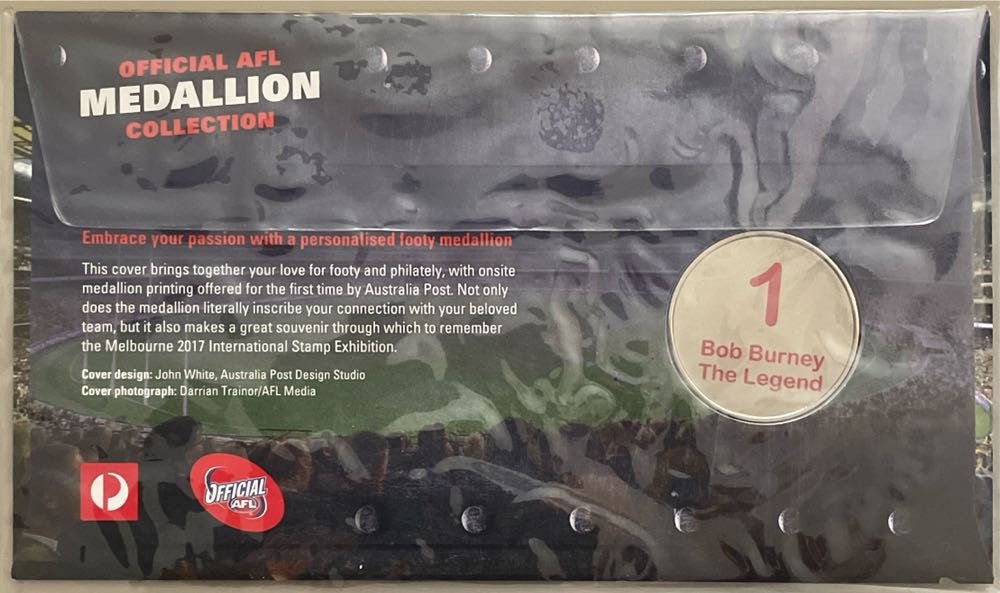 OFFICIAL AFL
MEDALLION
COLLECTION
Embrace your passion with a personalised footy medallion
This cover brings together your love for footy and philately, with onsite
medallion printing offered for the first time by Australia Post. Not only
does the medallion literally inscribe your connection with your beloved
team, but it also makes a great souvenir through which to remember
the Melbourne 2017 International Stamp Exhibition.
Cover design: John White, Australia Post Design Studio
Cover photograph: Darrian Trainor/AFL Media
1
Bob Burney
The Legend
OFFICIAL
AFL